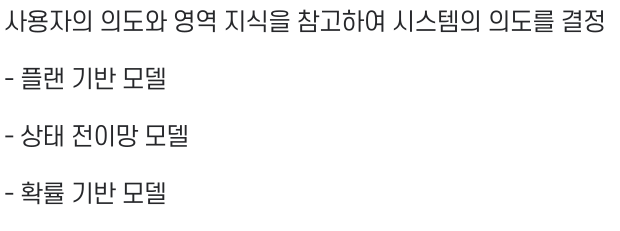 사용자의 의도와 영역 지식을 참고하여 시스템의 의도를 결정
- 플랜 기반 모델
- 상태 전이망 모델
- 확률 기반 모델